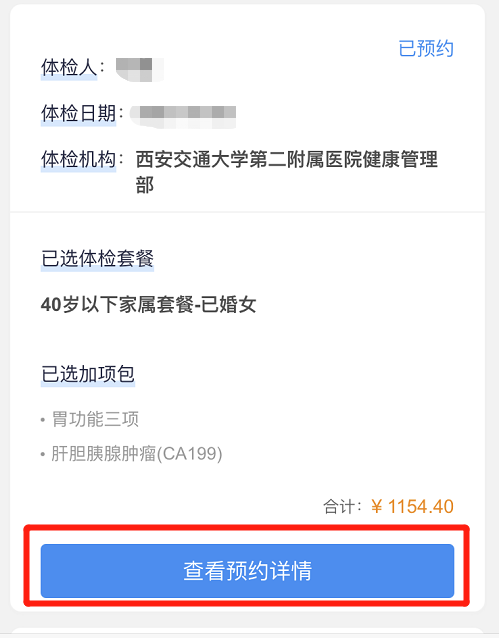 已预约
体检人：
体检日期：
体检机构：西安交通大学第二附属医院健康管理
部
已选体检套餐
40岁以下家属套餐-已婚女
已选加项包
• 胃功能三项
• 肝胆胰腺肿瘤(CA199)
合计：¥ 1154.40
查看预约详情